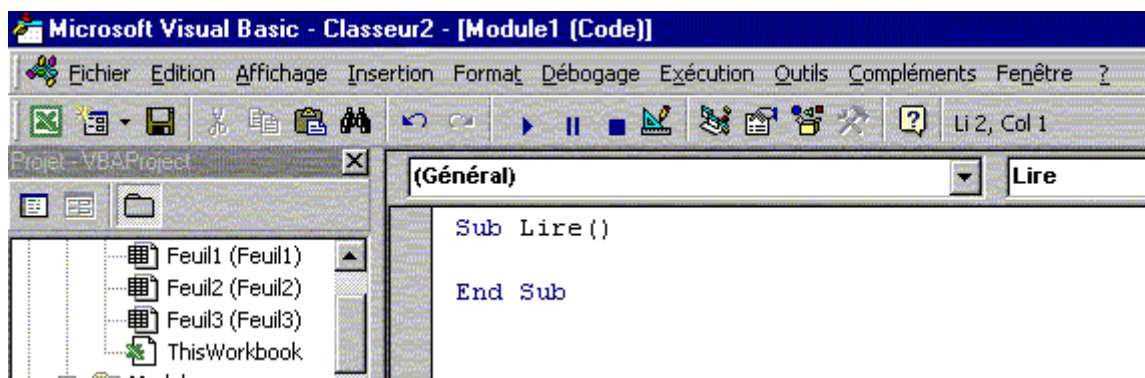 Microsoft Visual Basic - Classeur2 - [Module1 (Code)]
Fichier Edition Affichage Insertion Format Débogage Exécution Outils Compléments Fenêtre ?
Li 2, Col 1
Projet - VBAProject
(Général) Lire
Sub Lire()
Feuil1 (Feuil1)
Feuil2 (Feuil2)
End Sub
Feuil3 (Feuil3)
ThisWorkbook